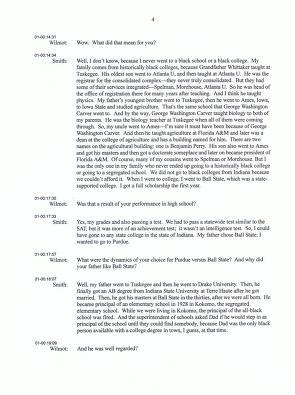 4
01-00:14:31
Wilmot: Wow. What did that mean for you?
01-00:14:34
Smith: Well, I don't know, because I never went to a black school or a black college. My
family comes from historically black colleges, because Grandfather Whittaker taught at
Tuskegee. His oldest son went to Atlanta U, and then taught at Atlanta U. He was the
registrar for the consolidated complex—they never truly consolidated. But they had
some of their services integrated—Spelman, Morehouse, Atlanta U. So he was head of
the office of registration there for many years after teaching. And I think he taught
physics. My father's youngest brother went to Tuskegee, then he went to Ames, Iowa,
to Iowa State and studied agriculture. That's the same school that George Washington
Carver went to. And by the way, George Washington Carver taught biology to both of
my parents. He was the biology teacher at Tuskegee when all of them were coming
through. So, my uncle went to Ames—I'm sure it must have been because of George
Washington Carver. And then he taught agriculture at Florida A&M and later was a
dean at the college of agriculture and has a building named for him. There are two
names on the agriculture building: one is Benjamin Perry. His son also went to Ames
and got his masters and then got a doctorate someplace and later on became president of
Florida A&M. Of course, many of my cousins went to Spelman or Morehouse. But I
was the only one in my family who never ended up going to a historically black college
or going to a segregated school. We did not go to black colleges from Indiana because
we couldn't afford it. When I went to college, I went to Ball State, which was a state-
supported college. I got a full scholarship the first year.
01-00:17:30
Wilmot: Was that a result of your performance in high school?
01-00:17:33
Smith: Yes, my grades and also passing a test. We had to pass a statewide test similar to the
SAT, but it was more of an achievement test; it wasn't an intelligence test. So, I could
have gone to any state college in the state of Indiana. My father chose Ball State; I
wanted to go to Purdue.
01-00:17:57
Wilmot: What were the dynamics of your choice for Purdue versus Ball State? And why did
your father like Ball State?
01-00:18:07
Smith: Well, my father went to Tuskegee and then he went to Drake University. Then, he
finally got an AB degree from Indiana State University at Terre Haute after he got
married. Then, he got his masters at Ball State in the thirties, after we were all born. He
became principal of an elementary school in 1928 in Kokomo, the segregated
elementary school. While we were living in Kokomo, the principal of the all-black
school was fired. And the superintendent of schools asked Dad if he would step in as
principal of the school until they could find somebody, because Dad was the only black
person available with a college degree in town, I guess, at that time.
01-00:19:09
Wilmot: And he was well regarded?